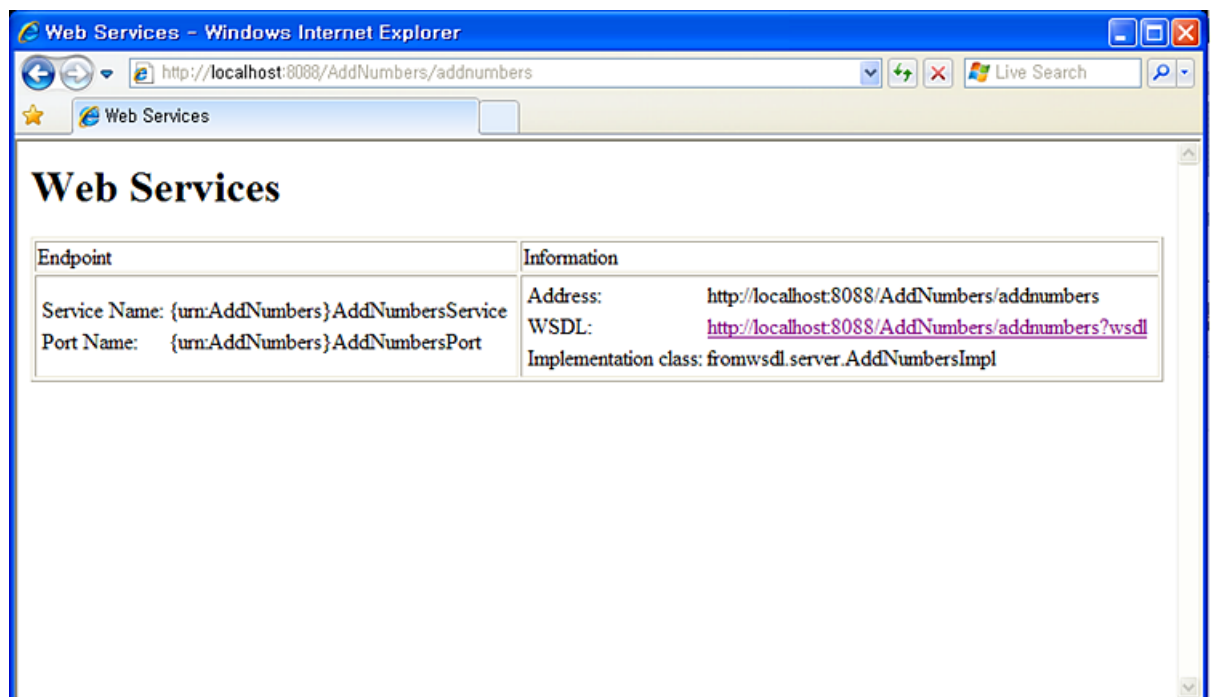 Web Services - Windows Internet Explorer
http://localhost:8088/AddNumbers/addnumbers
Live Search
Web Services
Web Services
Endpoint
Information
Service Name: {urn:AddNumbers}AddNumbersService
Port Name: {urn:AddNumbers}AddNumbersPort
Address: http://localhost:8088/AddNumbers/addnumbers
WSDL: http://localhost:8088/AddNumbers/addnumbers?wsdl
Implementation class: fromwsdl.server.AddNumbersImpl